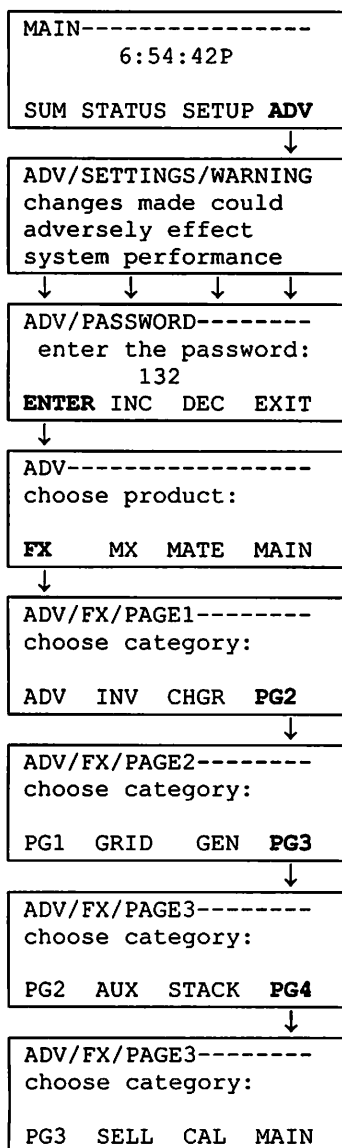 MAIN-----------------
6:54:42P
SUM STATUS SETUP ADV
↓
ADV/SETTINGS/WARNING
changes made could
adversely effect
system performance
↓ ↓ ↓ ↓
ADV/PASSWORD--------
enter the password:
132
ENTER INC DEC EXIT
↓
ADV------------------
choose product:
FX MX MATE MAIN
↓
ADV/FX/PAGE1--------
choose category:
ADV INV CHGR PG2
↓
ADV/FX/PAGE2--------
choose category:
PG1 GRID GEN PG3
↓
ADV/FX/PAGE3--------
choose category:
PG2 AUX STACK PG4
↓
ADV/FX/PAGE3--------
choose category:
PG3 SELL CAL MAIN